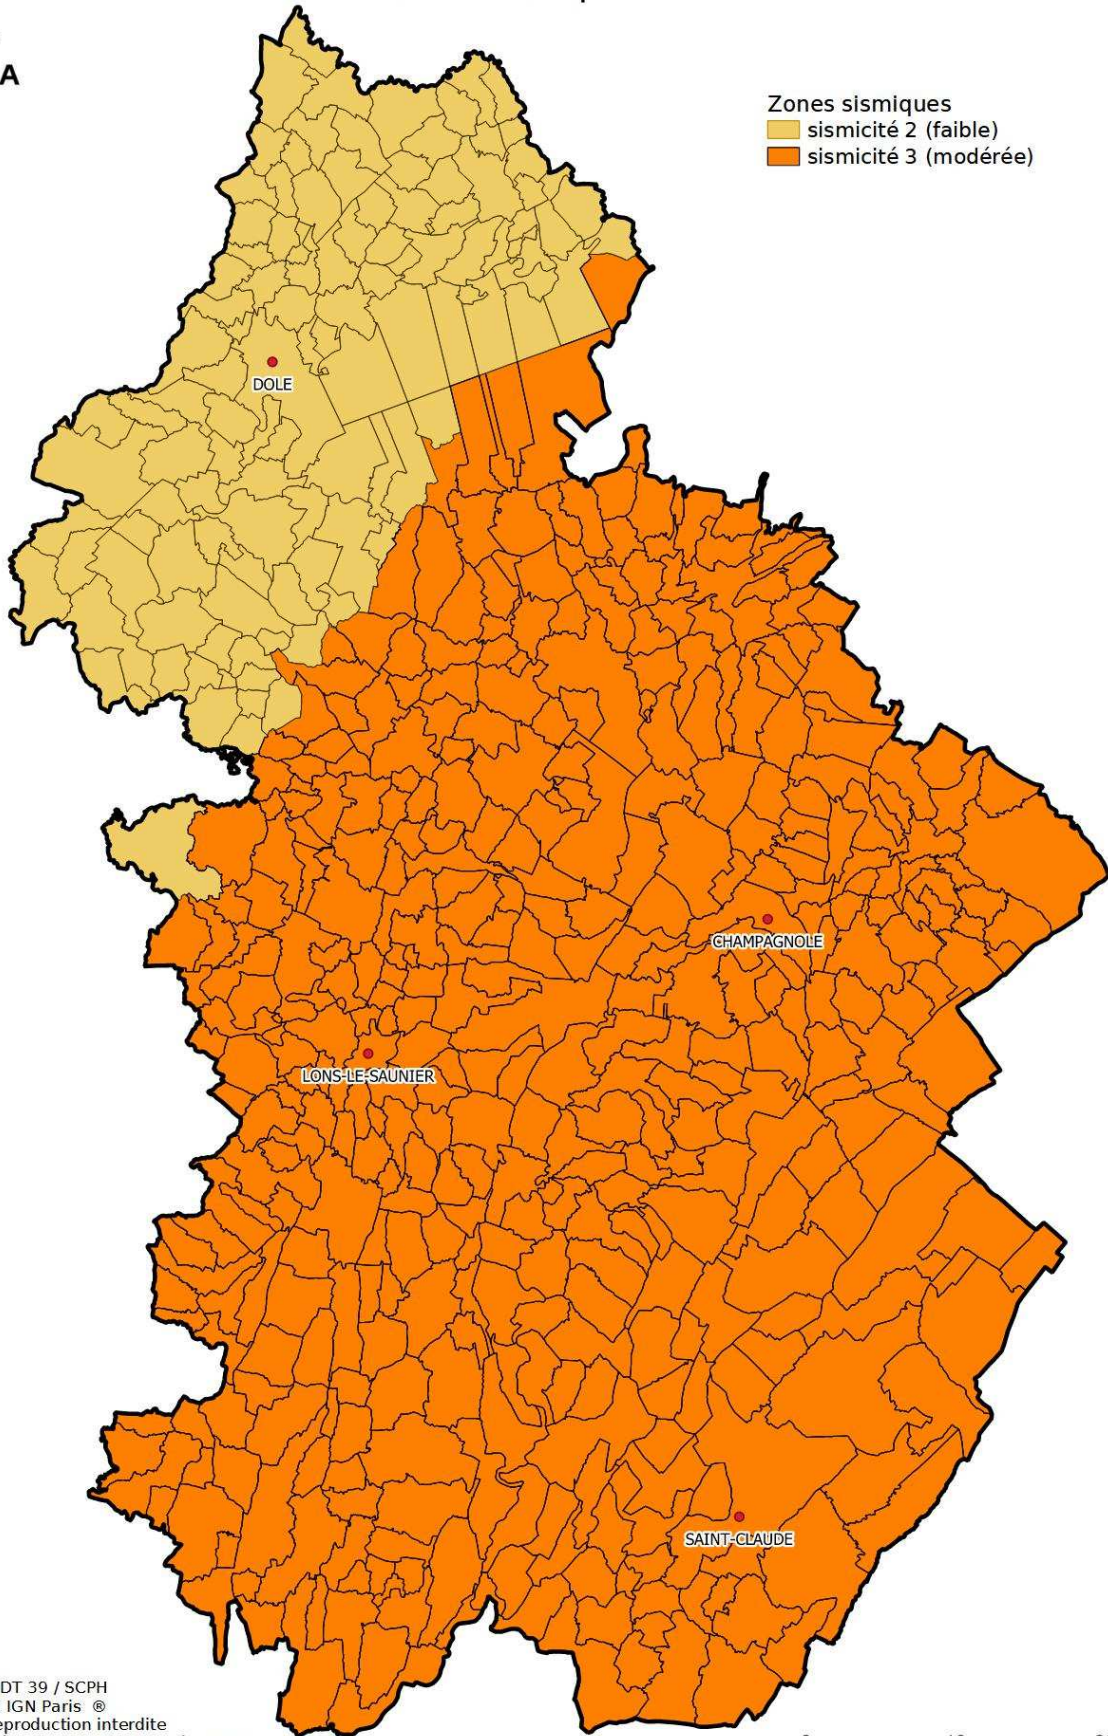 A
Zones sismiques
sismicité 2 (faible)
sismicité 3 (modérée)
DOLE
CHAMPAGNOLE
LONS-LE-SAUNIER
SAINT-CLAUDE
DT 39 / SCPH
IGN Paris ®
eproduction interdite